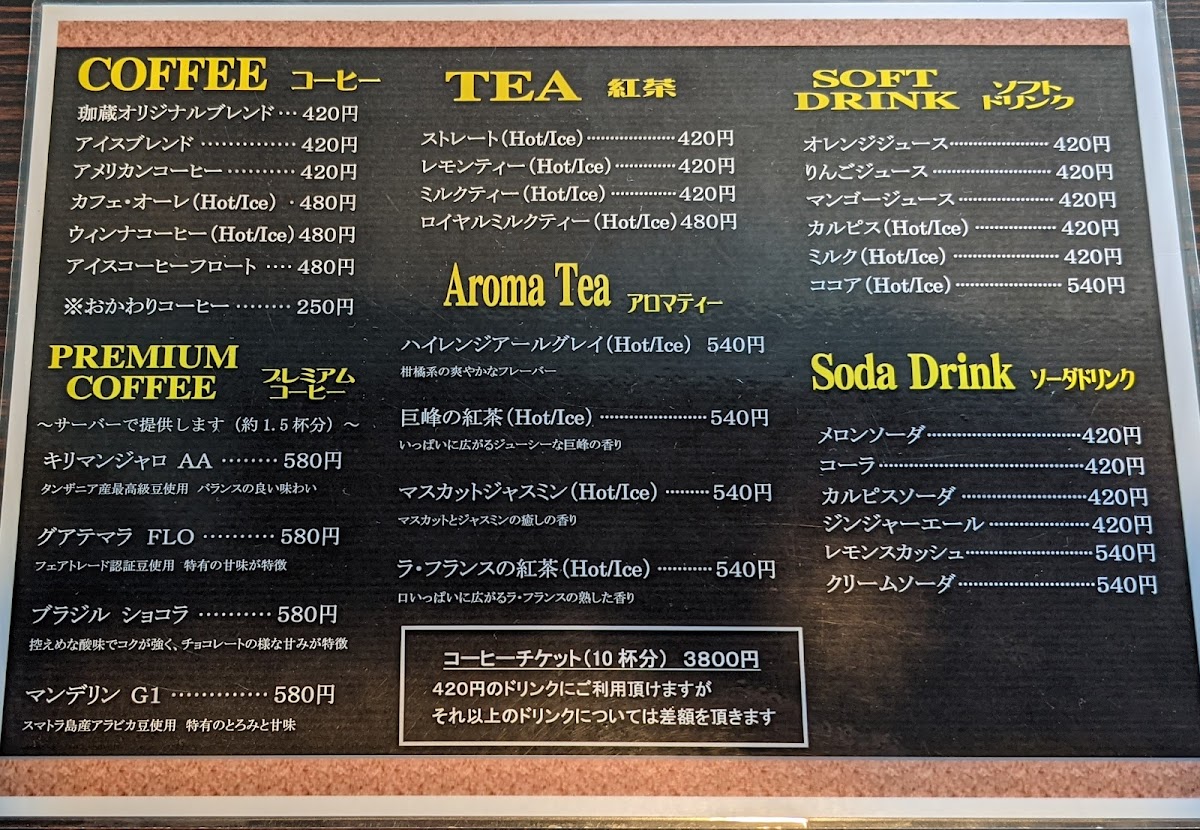 COFFEE コーヒー
珈蔵オリジナルブレンド … 420円
アイスブレンド …………… 420円
アメリカンコーヒー ………… 420円
カフェ・オーレ(Hot/Ice) ・480円
ウィンナコーヒー(Hot/Ice)480円
アイスコーヒーフロート …… 480円
※おかわりコーヒー ……… 250円
PREMIUM
COFFEE プレミアム
コーヒー
～サーバーで提供します (約1.5杯分) ～
キリマンジャロ AA ……… 580円
タンザニア産最高級豆使用 バランスの良い味わい
グアテマラ FLO ………… 580円
フェアトレード認証豆使用 特有の甘味が特徴
ブラジル ショコラ ………… 580円
控えめな酸味でコクが強く、チョコレートの様な甘みが特徴
マンデリン G1 …………… 580円
スマトラ島産アラビカ豆使用 特有のとろみと甘味
TEA 紅茶
ストレート(Hot/Ice) ………………… 420円
レモンティー(Hot/Ice) ………… 420円
ミルクティー(Hot/Ice) ………… 420円
ロイヤルミルクティー(Hot/Ice)480円
Aroma Tea アロマティー
ハイレンジアールグレイ(Hot/Ice) 540円
柑橘系の爽やかなフレーバー
巨峰の紅茶(Hot/Ice) ………………… 540円
いっぱいに広がるジューシーな巨峰の香り
マスカットジャスミン(Hot/Ice) ……… 540円
マスカットとジャスミンの癒しの香り
ラ・フランスの紅茶(Hot/Ice) ………… 540円
口いっぱいに広がるラ・フランスの熟した香り
コーヒーチケット(10杯分) 3800円
420円のドリンクにご利用頂けますが
それ以上のドリンクについては差額を頂きます
SOFT
DRINK ソフト
ドリンク
オレンジジュース………………… 420円
りんごジュース …………………… 420円
マンゴージュース ………………… 420円
カルピス(Hot/Ice) ……………… 420円
ミルク(Hot/Ice) ………………… 420円
ココア(Hot/Ice) ………………… 540円
Soda Drink ソーダドリンク
メロンソーダ…………………………420円
コーラ …………………………………420円
カルピスソーダ ……………………420円
ジンジャーエール …………………420円
レモンスカッシュ……………………540円
クリームソーダ………………………540円